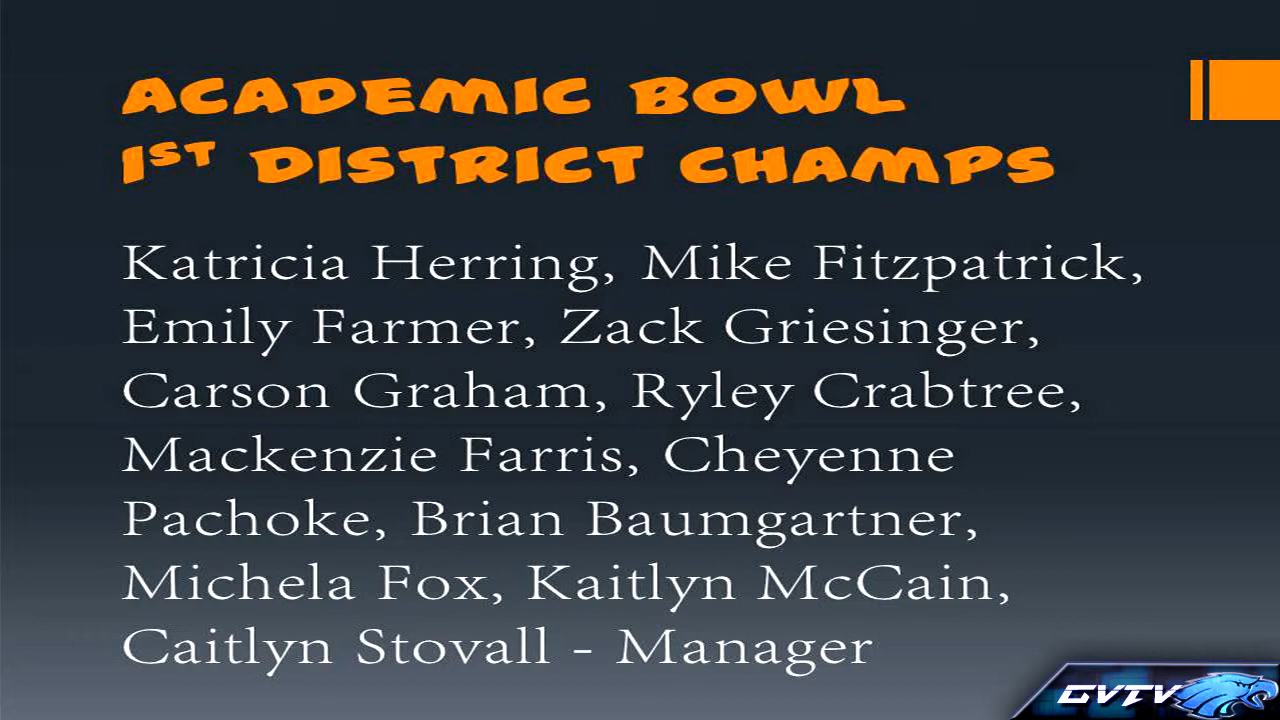 ACADEMIC BOWL
1ST DISTRICT CHAMPS
Katricia Herring, Mike Fitzpatrick,
Emily Farmer, Zack Griesinger,
Carson Graham, Ryley Crabtree,
Mackenzie Farris, Cheyenne
Pachoke, Brian Baumgartner,
Michela Fox, Kaitlyn McCain,
Caitlyn Stovall - Manager
GVTV